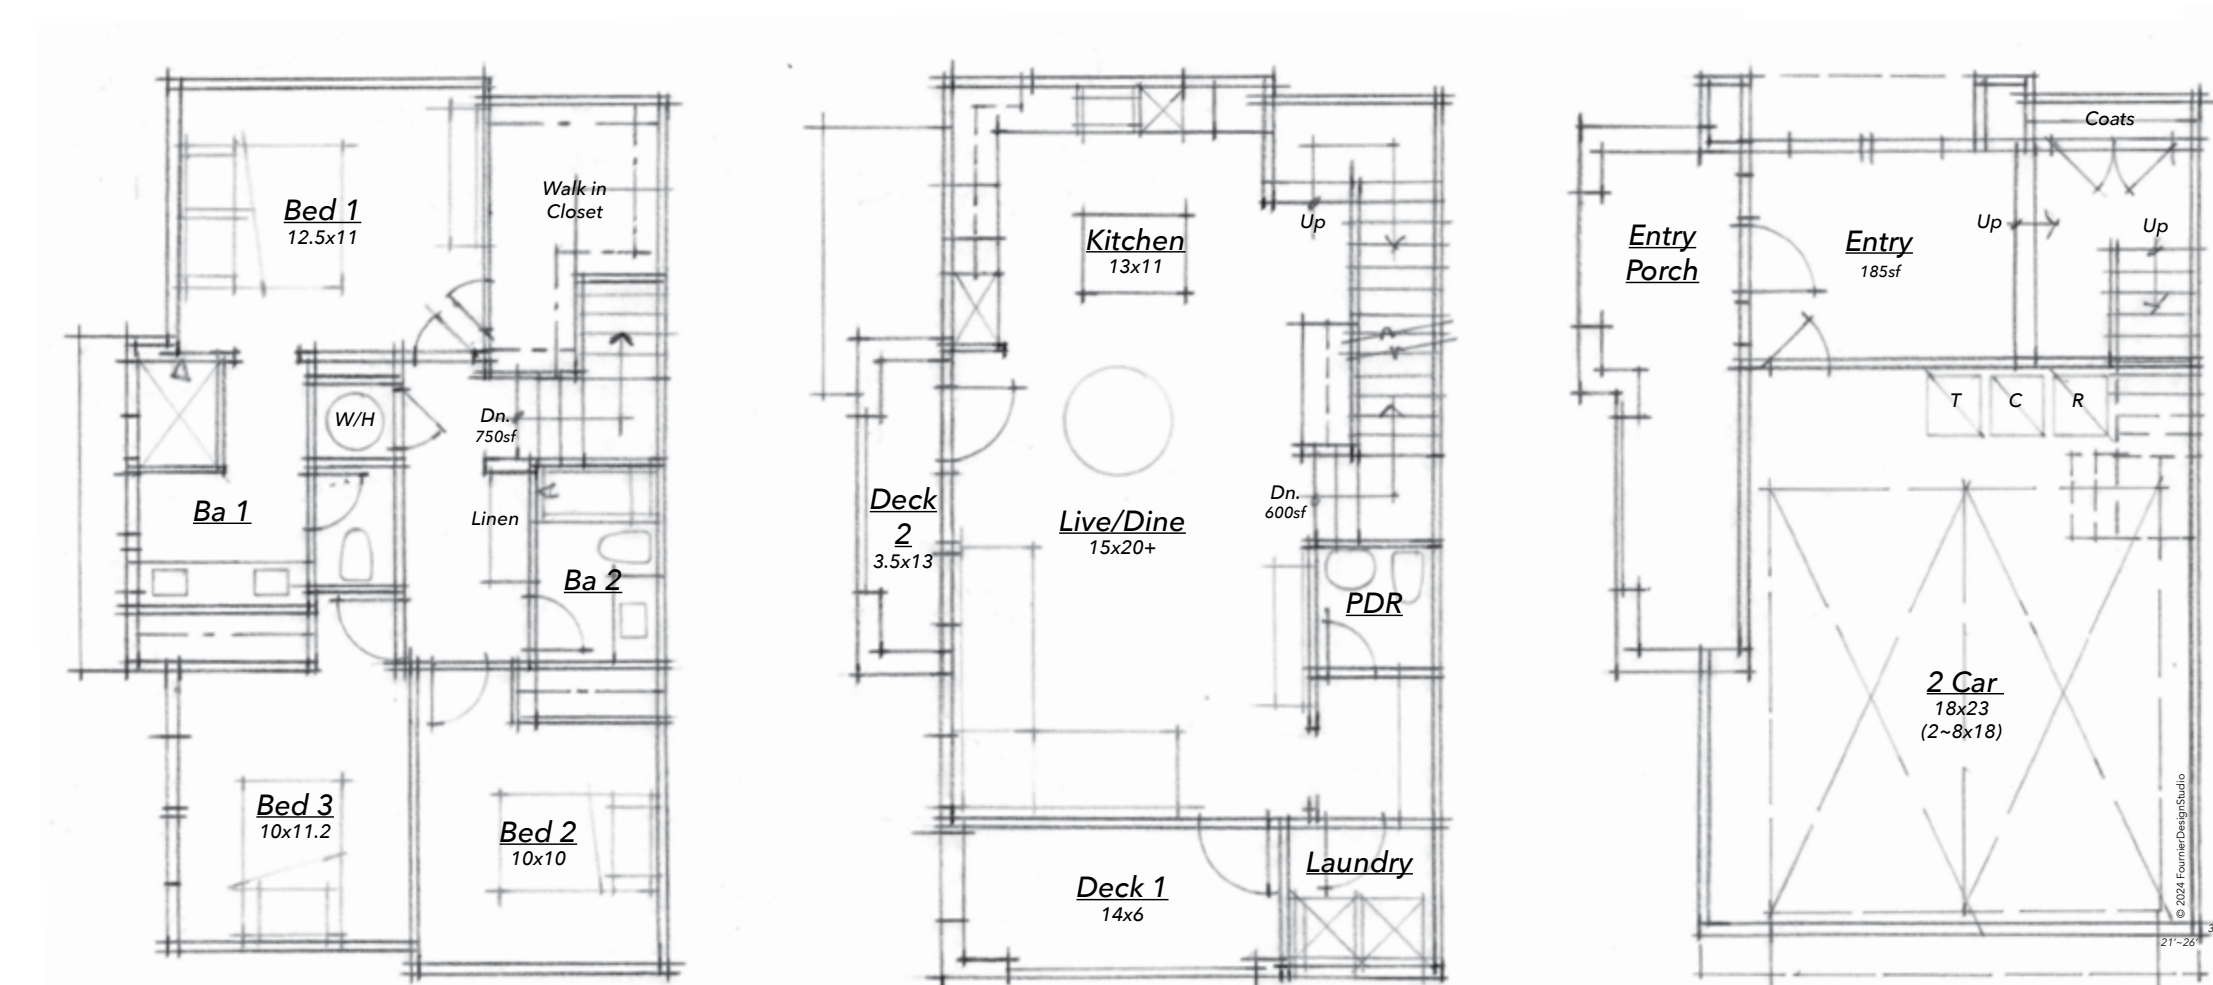 Bed 1
12.5x11
Walk in
Closet
W/H
Dn.
750sf
Ba 1
Linen
Ba 2
Bed 3
10x11.2
Bed 2
10x10
Kitchen
13x11
Up
Deck
2
3.5x13
Live/Dine
15x20+
Dn.
600sf
PDR
Deck 1
14x6
Laundry
Coats
Entry
Porch
Entry
185sf
Up
Up
T
C
R
2 Car
18x23
(2~8x18)
© 2024 FournierDesignStudio
21'~26'